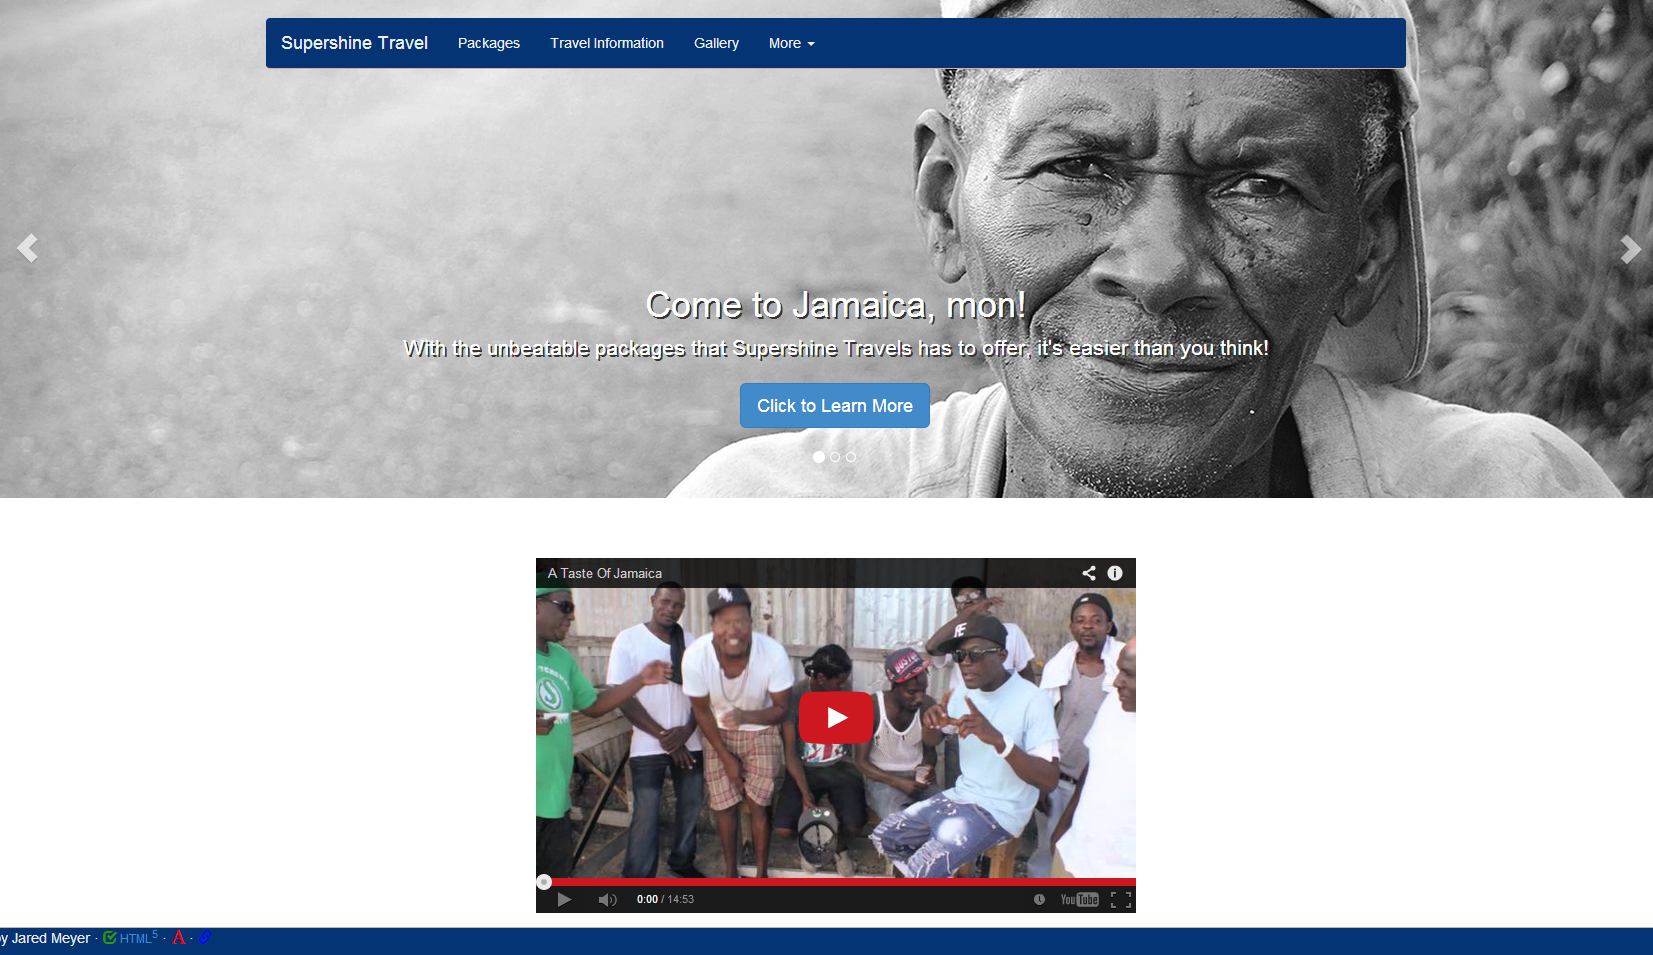 Supershine Travel Packages Travel Information Gallery More
Come to Jamaica, mon!
With the unbeatable packages that Supershine Travels has to offer, it's easier than you think!
Click to Learn More
A Taste Of Jamaica
0:00 / 14:53
YouTube
y Jared Meyer · HTML5 · A ·